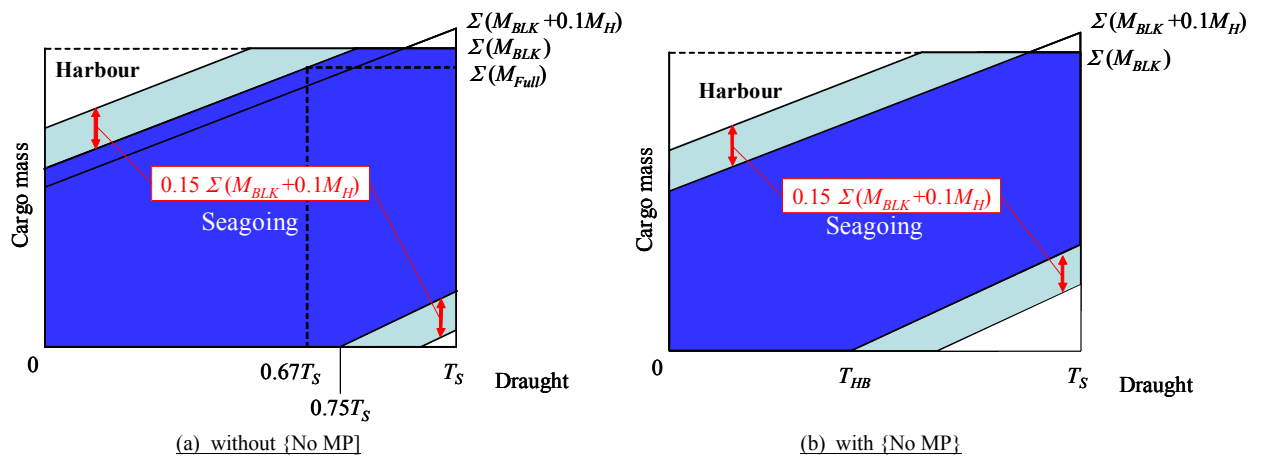 Σ(M_BLK +0.1M_H)
Σ(M_BLK)
Σ(M_Full)
Harbour
0.15 Σ(M_BLK+0.1M_H)
Seagoing
Cargo mass
0
0.67T_S
T_S
Draught
0.75T_S
(a) without {No MP]
Σ(M_BLK +0.1M_H)
Σ(M_BLK)
Harbour
0.15 Σ(M_BLK+0.1M_H)
Seagoing
Cargo mass
0
T_HB
T_S
Draught
(b) with {No MP}